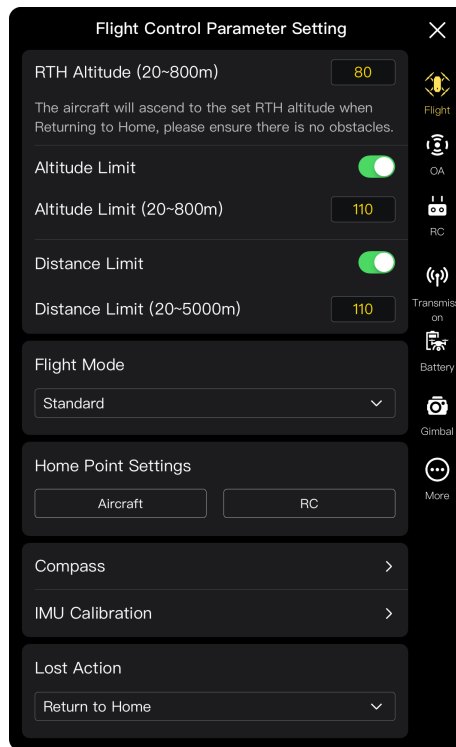 Flight Control Parameter Setting
RTH Altitude (20~800m)
80
The aircraft will ascend to the set RTH altitude when
Returning to Home, please ensure there is no obstacles.
Altitude Limit
Altitude Limit (20~800m)
110
Distance Limit
Distance Limit (20~5000m)
110
Flight Mode
Standard
Home Point Settings
Aircraft
RC
Compass
IMU Calibration
Lost Action
Return to Home
Flight
OA
RC
Transmiss
on
Battery
Gimbal
More